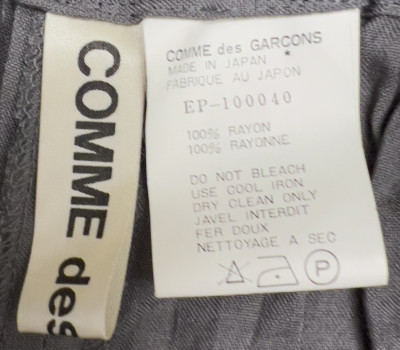 COMME des
COMME des GARCONS
MADE IN JAPAN *
FABRIQUE AU JAPON
EP-100040
100% RAYON
100% RAYONNE
DO NOT BLEACH
USE COOL IRON
DRY CLEAN ONLY
JAVEL INTERDIT
FER DOUX
NETTOYAGE A SEC
P